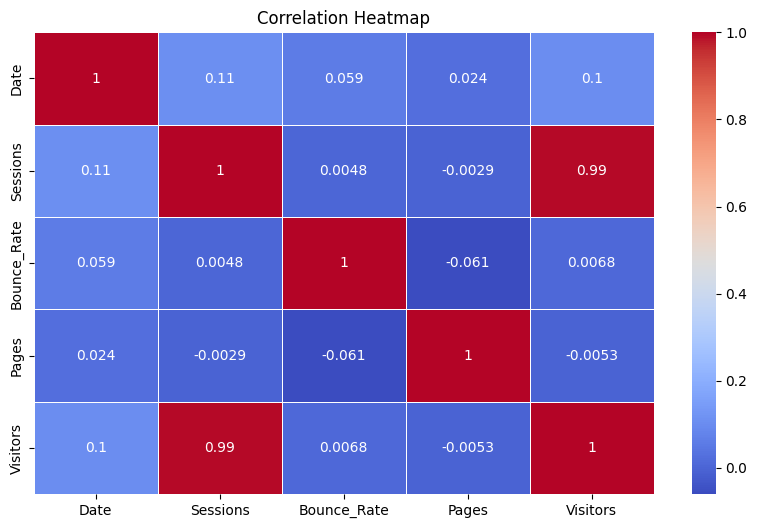 Correlation Heatmap
Date 1 0.11 0.059 0.024 0.1
Sessions 0.11 1 0.0048 -0.0029 0.99
Bounce_Rate 0.059 0.0048 1 -0.061 0.0068
Pages 0.024 -0.0029 -0.061 1 -0.0053
Visitors 0.1 0.99 0.0068 -0.0053 1
Date Sessions Bounce_Rate Pages Visitors
1.0
0.8
0.6
0.4
0.2
0.0